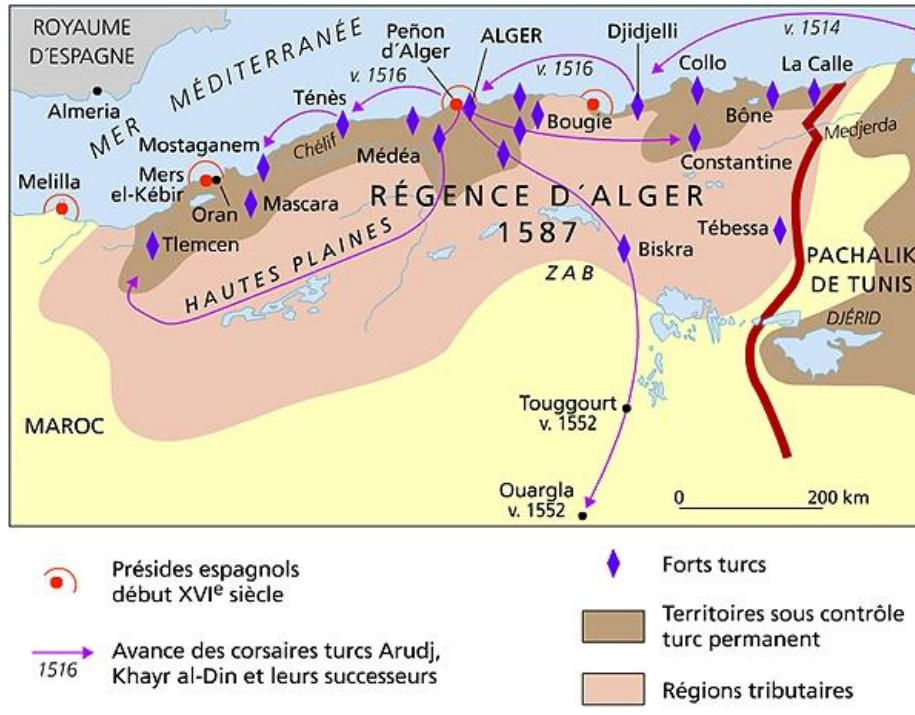 ROYAUME
D'ESPAGNE
Almeria
MER MÉDITERRANÉE
v. 1516
Peñon
d'Alger
ALGER
v. 1516
Djidjelli
v. 1514
Collo
La Calle
Ténès
Mostaganem
Chélif
Médéa
Bougie
Bône
Medjerda
Constantine
Melilla
Mers
el-Kébir
Oran
Mascara
Tlemcen
HAUTES PLAINES
RÉGENCE D'ALGER
1587
Biskra
ZAB
Tébessa
PACHALIK
DE TUNIS
DJÉRID
MAROC
Touggourt
v. 1552
Ouargla
v. 1552
0 200 km
Présides espagnols
début XVIe siècle
1516
Avance des corsaires turcs Arudj,
Khayr al-Din et leurs successeurs
Forts turcs
Territoires sous contrôle
turc permanent
Régions tributaires